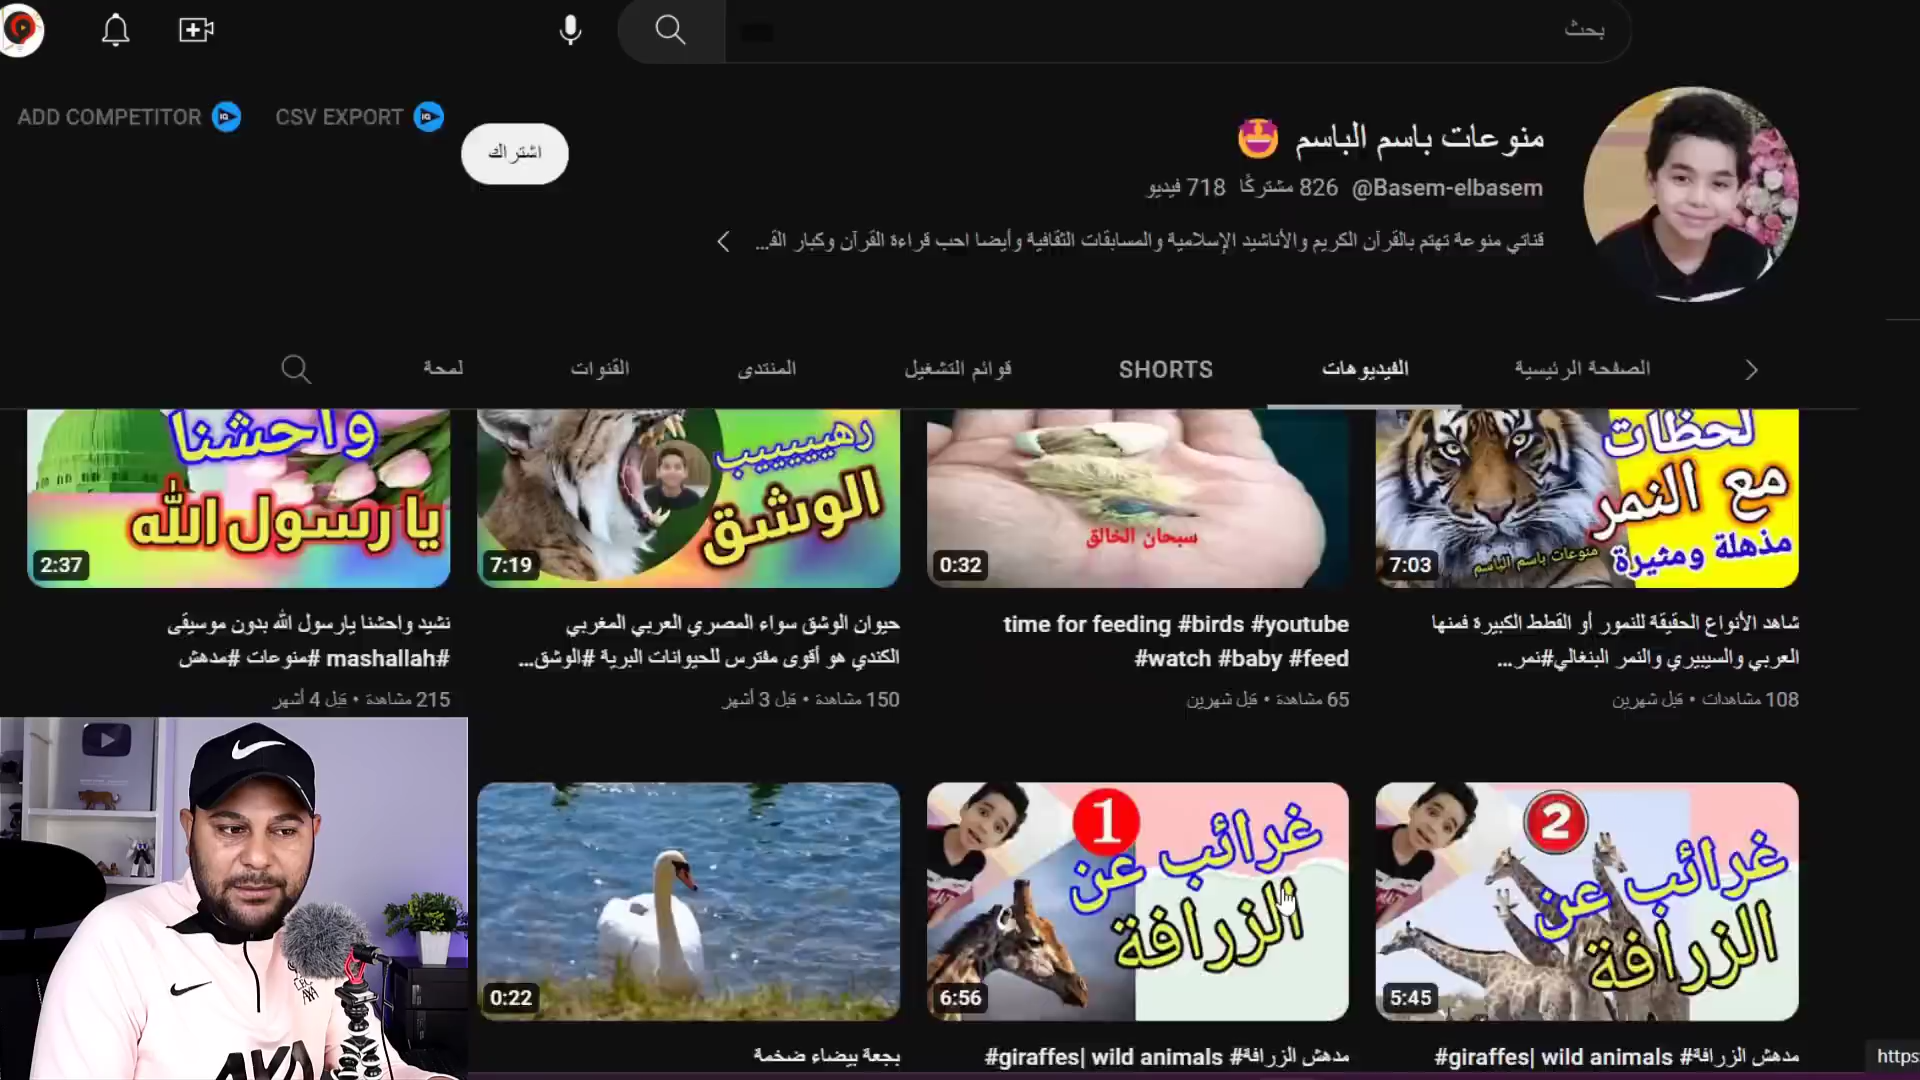 بحث
ADD COMPETITOR
CSV EXPORT
اشتراك
منوعات باسم الباسم
@Basem-elbasem 826 مشتركًا 718 فيديو
قناتي منوعة تهتم بالقرآن الكريم والأناشيد الإسلامية والمسابقات الثقافية وأيضا احب قراءة القرآن وكبار الق...
الصفحة الرئيسية
الفيديوهات
SHORTS
قوائم التشغيل
المنتدى
القنوات
لمحة
لحظات
مع النمر
مذهلة ومثيرة
منوعات باسم الباسم
7:03
سبحان الخالق
0:32
رهيييييييب
الوشق
7:19
واحشنا
يا رسول الله
2:37
شاهد الأنواع الحقيقة للنمور أو القطط الكبيرة فمنها
العربي والسيبيري والنمر البنغالي#نمر...
108 مشاهدات • قبل شهرين
time for feeding #birds #youtube
#watch #baby #feed
65 مشاهدة • قبل شهرين
حيوان الوشق سواء المصري العربي المغربي
الكندي هو أقوى مفترس للحيوانات البرية #الوشق...
150 مشاهدة • قبل 3 أشهر
نشيد واحشنا يارسول الله بدون موسيقى
#mashallah #منوعات #مدهش
215 مشاهدة • قبل 4 أشهر
2
غرائب عن
الزرافة
5:45
1
غرائب عن
الزرافة
6:56
0:22
مدهش الزرافة#giraffes| wild animals #
مدهش الزرافة#giraffes| wild animals #
بجعة بيضاء ضخمة
https